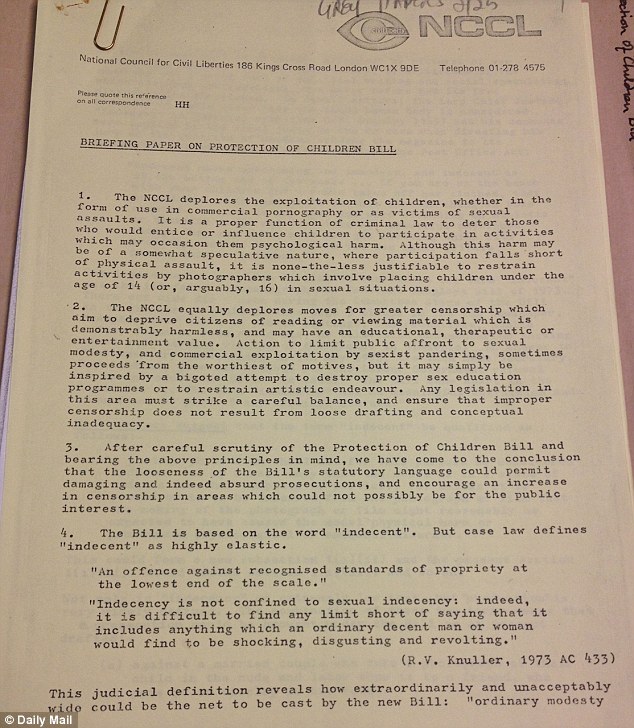 NCCL
National Council for Civil Liberties 186 Kings Cross Road London WC1X 9DE Telephone 01-278 4575
Please quote this reference
on all correspondence HH
BRIEFING PAPER ON PROTECTION OF CHILDREN BILL
1. The NCCL deplores the exploitation of children, whether in the
form of use in commercial pornography or as victims of sexual
assaults. It is a proper function of criminal law to deter those
who would entice or influence children to participate in activities
which may occasion them psychological harm. Although this harm may
be of a somewhat speculative nature, where participation falls short
of physical assault, it is none-the-less justifiable to restrain
activities by photographers which involve placing children under the
age of 14 (or, arguably, 16) in sexual situations.
2. The NCCL equally deplores moves for greater censorship which
aim to deprive citizens of reading or viewing material which is
demonstrably harmless, and may have an educational, therapeutic or
entertainment value. Action to limit public affront to sexual
modesty, and commercial exploitation by sexist pandering, sometimes
proceeds from the worthiest of motives, but it may simply be
inspired by a bigoted attempt to destroy proper sex education
programmes or to restrain artistic endeavour. Any legislation in
this area must strike a careful balance, and ensure that improper
censorship does not result from loose drafting and conceptual
inadequacy.
3. After careful scrutiny of the Protection of Children Bill and
bearing the above principles in mind, we have come to the conclusion
that the looseness of the Bill's statutory language could permit
damaging and indeed absurd prosecutions, and encourage an increase
in censorship in areas which could not possibly be for the public
interest.
4. The Bill is based on the word "indecent". But case law defines
"indecent" as highly elastic.
"An offence against recognised standards of propriety at
the lowest end of the scale."
"Indecency is not confined to sexual indecency: indeed,
it is difficult to find any limit short of saying that it
includes anything which an ordinary decent man or woman
would find to be shocking, disgusting and revolting."
(R.V. Knuller, 1973 AC 433)
This judicial definition reveals how extraordinarily and unacceptably
wide could be the net to be cast by the new Bill: "ordinary modesty
© Daily Mail
ction of Children Bill